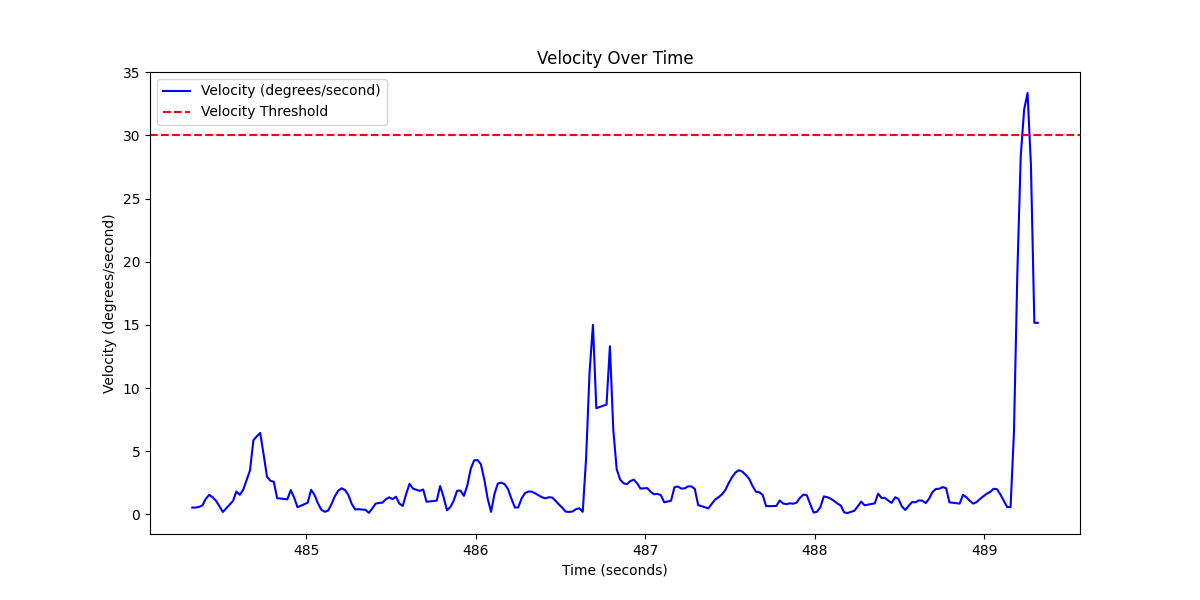 Velocity Over Time
Velocity (degrees/second)
Velocity Threshold
35
30
25
20
15
10
5
0
Velocity (degrees/second)
485 486 487 488 489
Time (seconds)